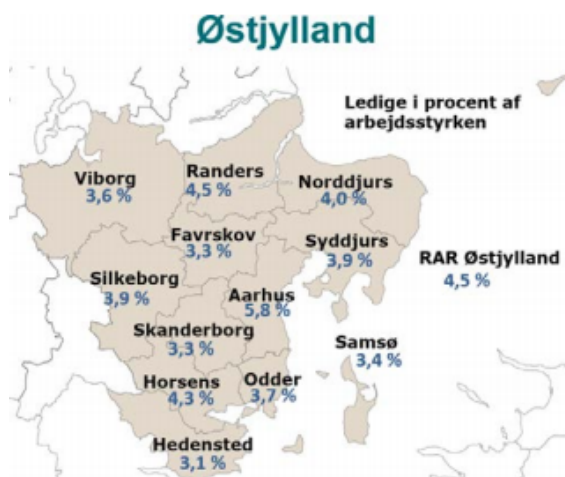 Østjylland
Ledige i procent af
arbejdsstyrken
Viborg
3,6 %
Randers
4,5 %
Norddjurs
4,0 %
Favrskov
3,3 %
Syddjurs
3,9 %
RAR Østjylland
4,5 %
Silkeborg
3,9 %
Aarhus
5,8 %
Skanderborg
3,3 %
Samsø
3,4 %
Horsens
4,3 %
Odder
3,7 %
Hedensted
3,1 %